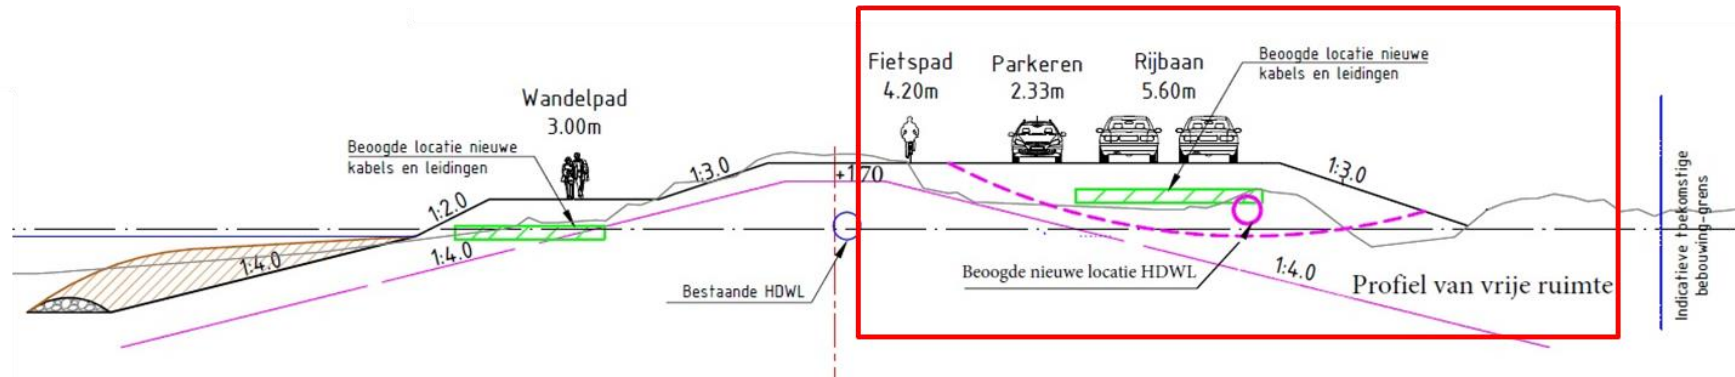 Wandelpad
3.00m
Beoogde locatie nieuwe
kabels en leidingen
1:2.0
1:3.0
1:4.0
1:4.0
Bestaande HDWL
+170
Fietspad
4.20m
Parkeren
2.33m
Rijbaan
5.60m
Beoogde locatie nieuwe
kabels en leidingen
1:3.0
Beoogde nieuwe locatie HDWL
1:4.0
Profiel van vrije ruimte
Indicatieve toekomstige
bebouwing-grens